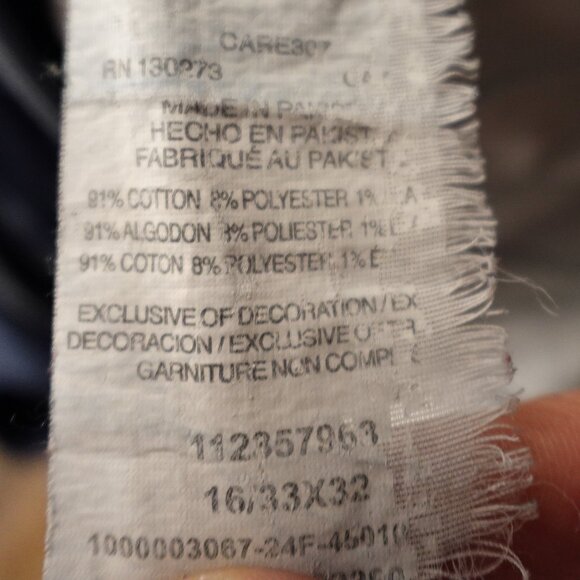 CARE307
RN 130273
MADE IN
HECHO EN PAKIST
FABRIQUÉ AU PAKIST
91% COTTON 8% POLYESTER 1%
91% ALGODON 8% POLIESTER 1%
91% COTON 8% POLYESTER 1% É
EXCLUSIVE OF DECORATION / EX
DECORACION / EXCLUSIVE OF
GARNITURE NON COMP
112357963
16/33X32
1000003067-24F-4501